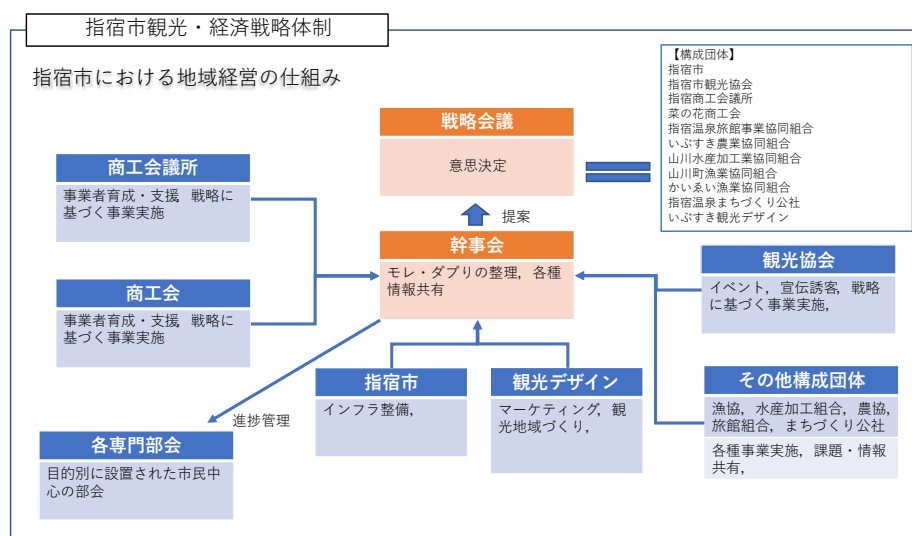 指宿市観光・経済戦略体制
指宿市における地域経営の仕組み
【構成団体】
指宿市
指宿市観光協会
指宿商工会議所
菜の花商工会
指宿温泉旅館事業協同組合
いぶすき農業協同組合
山川水産加工業協同組合
山川町漁業協同組合
かいゑい漁業協同組合
指宿温泉まちづくり公社
いぶすき観光デザイン
戦略会議
意思決定
提案
商工会議所
事業者育成・支援，戦略に
基づく事業実施
幹事会
モレ・ダブりの整理，各種
情報共有
観光協会
イベント，宣伝誘客，戦略
に基づく事業実施，
商工会
事業者育成・支援，戦略に
基づく事業実施
指宿市
インフラ整備，
観光デザイン
マーケティング，観
光地域づくり，
その他構成団体
漁協，水産加工組合，農協，
旅館組合，まちづくり公社
各種事業実施，課題・情報
共有，
進捗管理
各専門部会
目的別に設置された市民中
心の部会